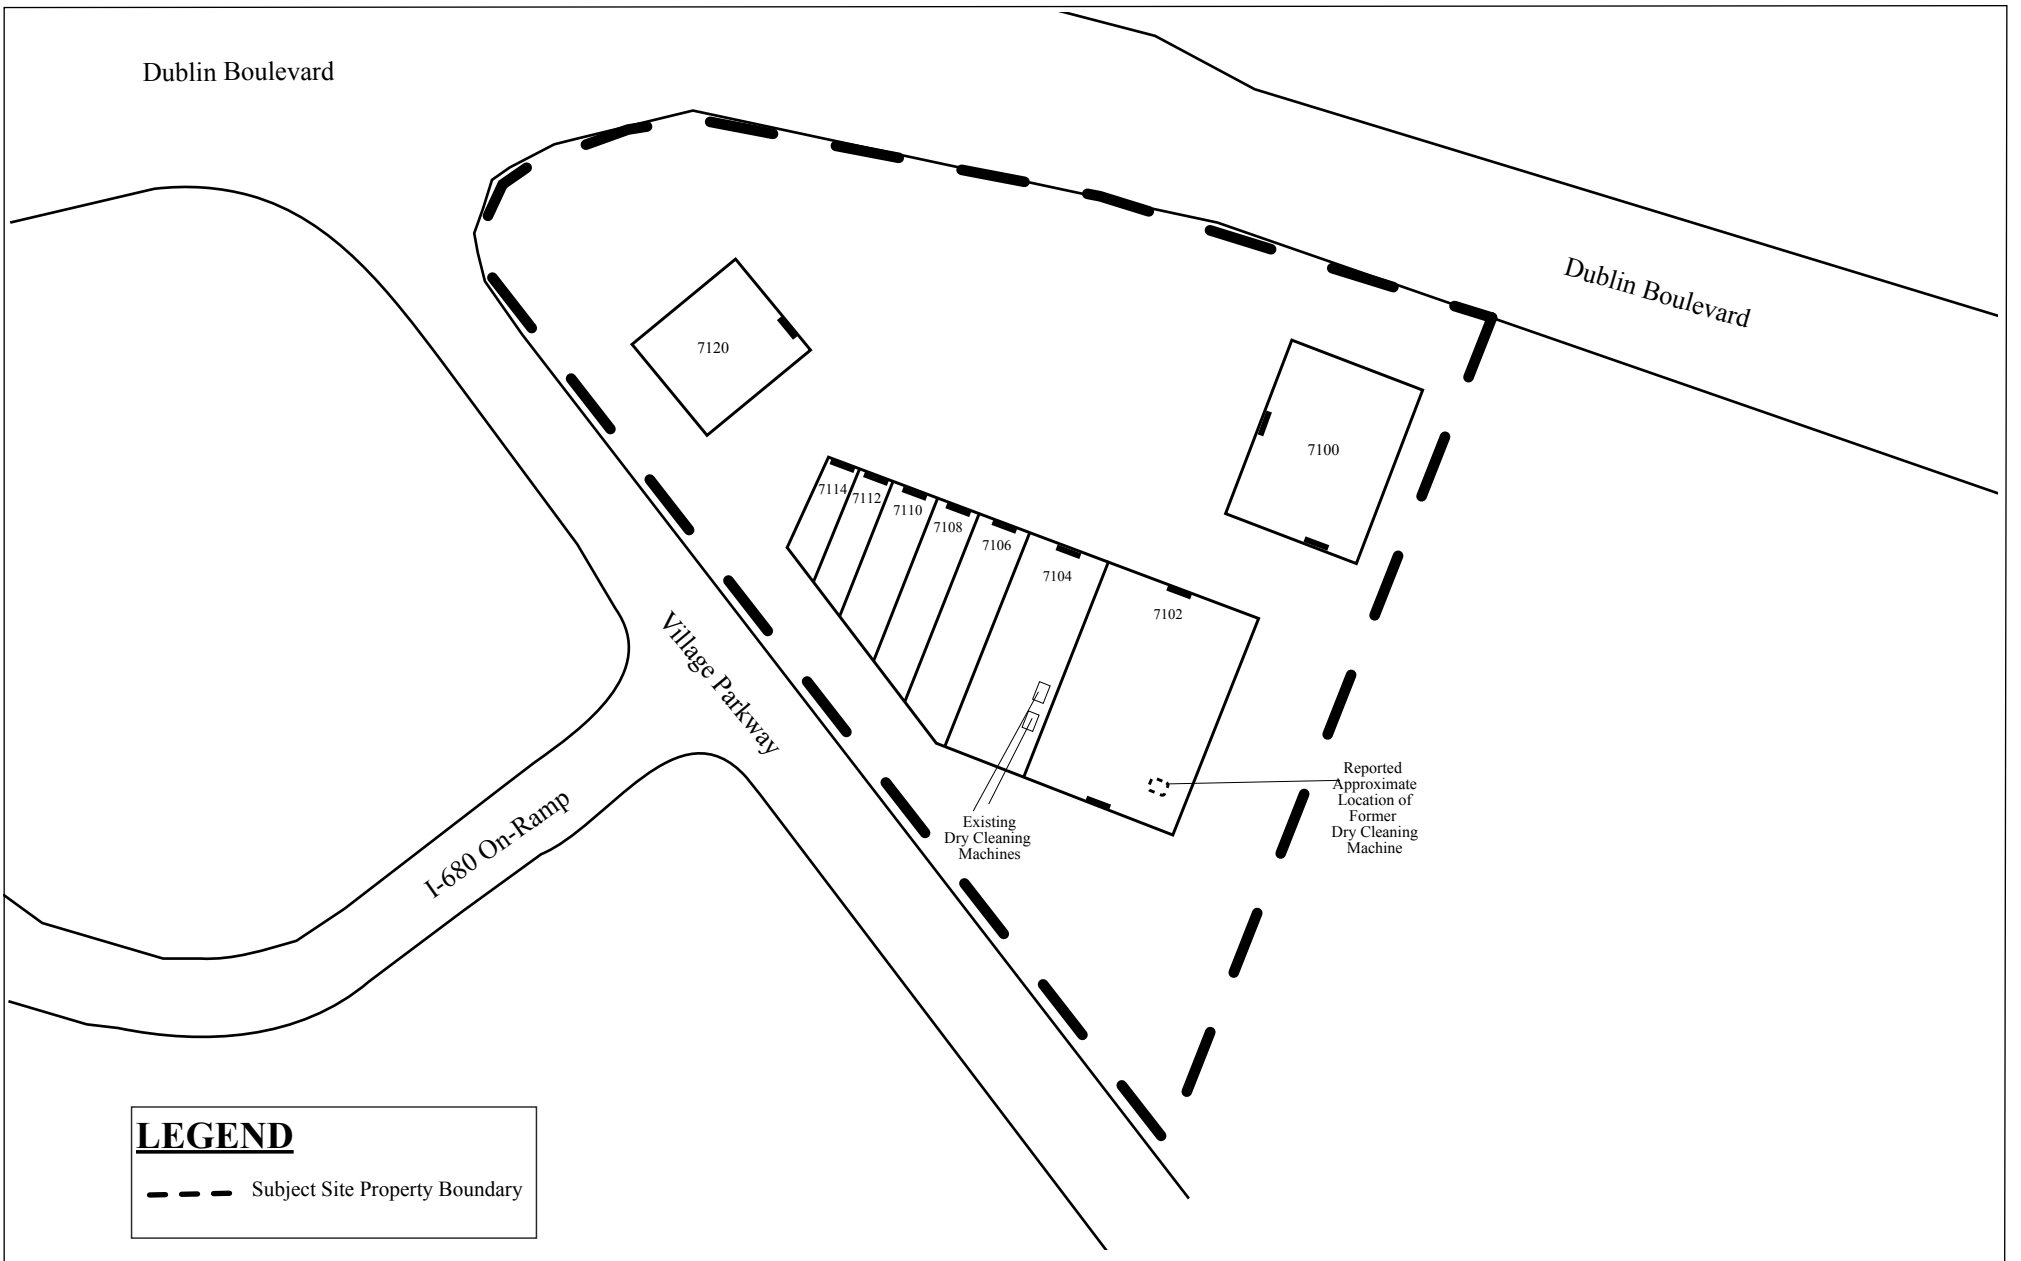 Dublin Boulevard
Dublin Boulevard
7120
7100
7114
7112
7110
7108
7106
7104
7102
Village Parkway
I-680 On-Ramp
Existing
Dry Cleaning
Machines
Reported
Approximate
Location of
Former
Dry Cleaning
Machine
LEGEND
Subject Site Property Boundary